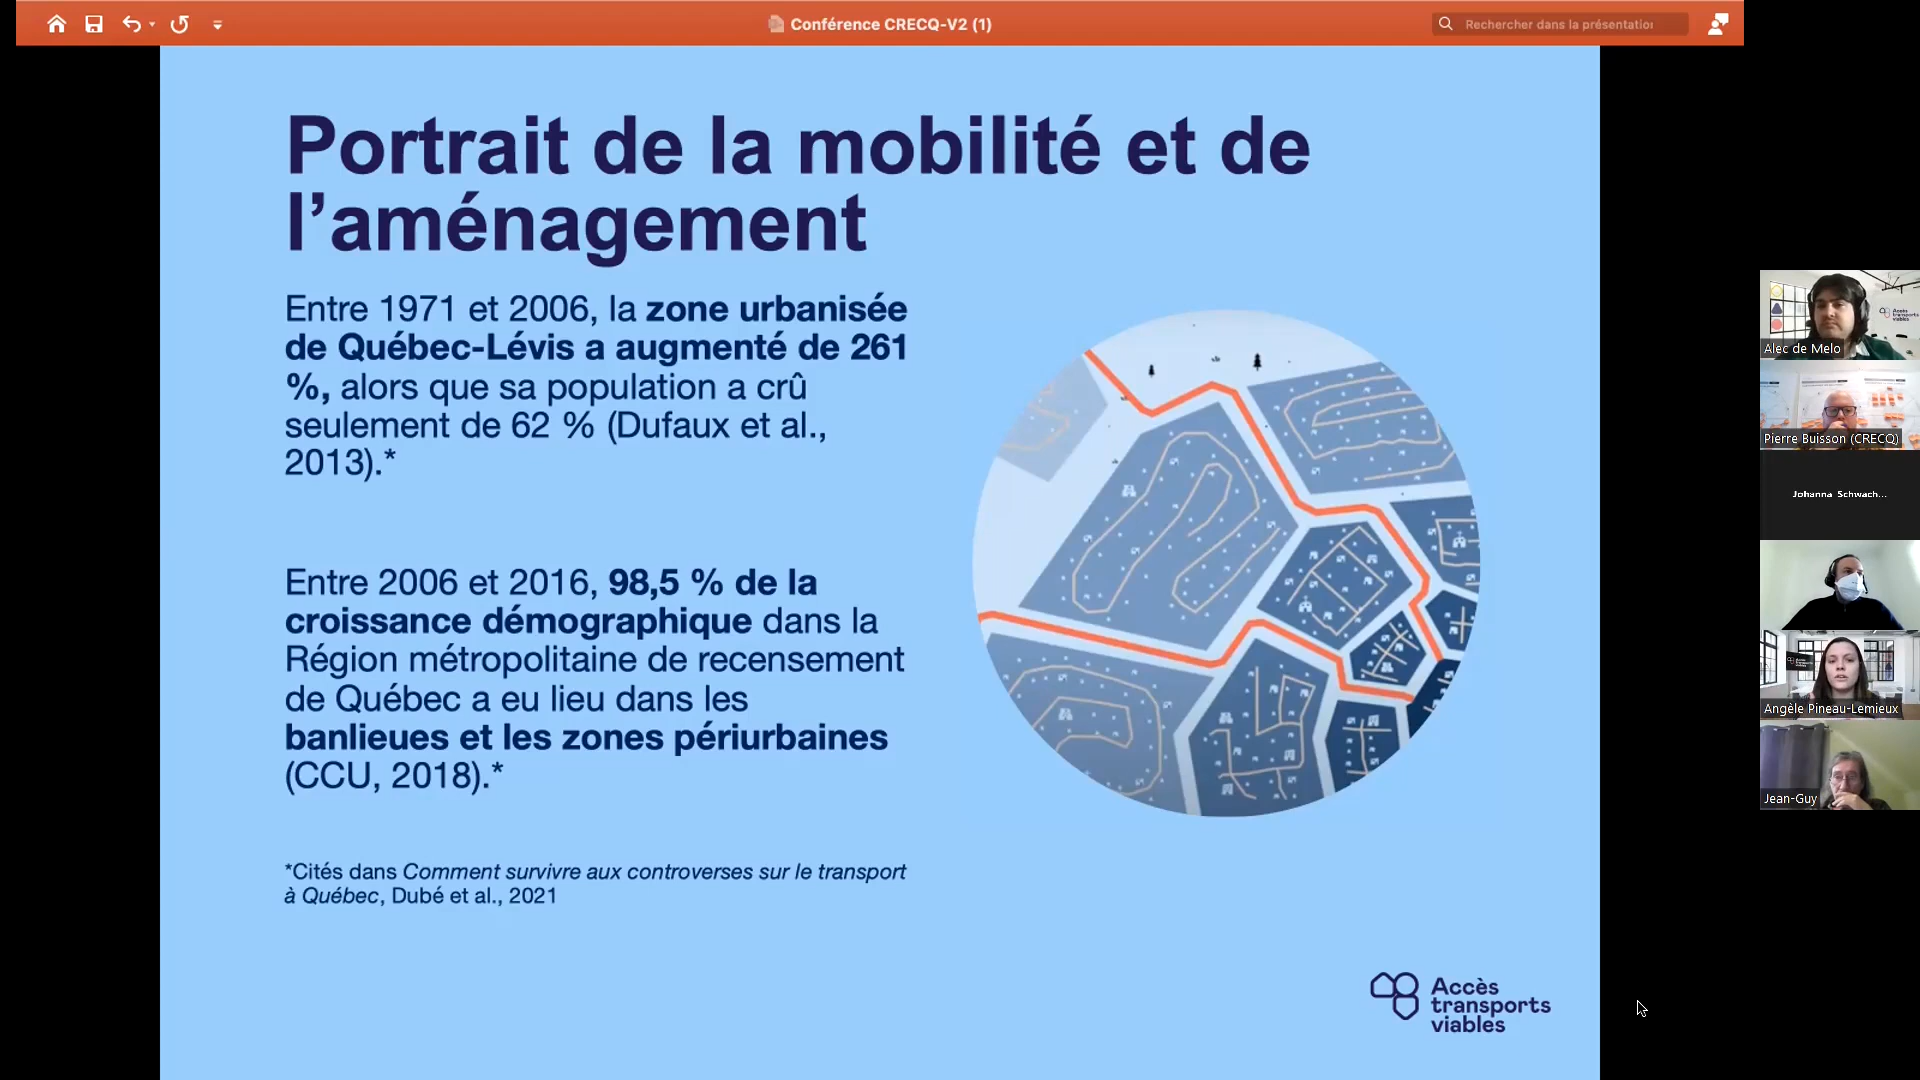 Conférence CRECQ-V2 (1)
Rechercher dans la présentation
Portrait de la mobilité et de
l’aménagement
Entre 1971 et 2006, la zone urbanisée
de Québec-Lévis a augmenté de 261
%, alors que sa population a crû
seulement de 62 % (Dufaux et al.,
2013).*
Entre 2006 et 2016, 98,5 % de la
croissance démographique dans la
Région métropolitaine de recensement
de Québec a eu lieu dans les
banlieues et les zones périurbaines
(CCU, 2018).*
*Cités dans Comment survivre aux controverses sur le transport
à Québec, Dubé et al., 2021
Accès
transports
viables
Accès
transports
viables
Alec de Melo
Pierre Buisson (CRECQ)
Johanna Schwach...
Angèle Pineau-Lemieux
Jean-Guy